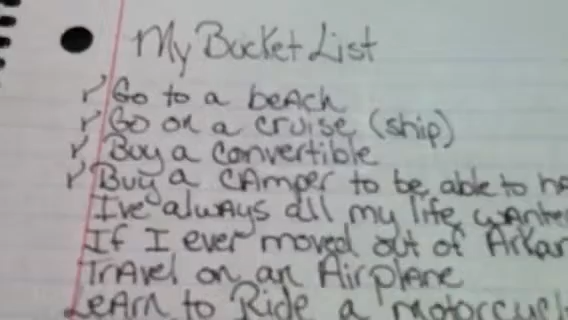 My Bucket List
✓ Go to a beach
✓ Go on a cruise (ship)
✓ Buy a convertible
✓ Buy a camper to be able to
I've always all my life
If I ever moved out of
Travel on an Airplane
Learn to Ride a